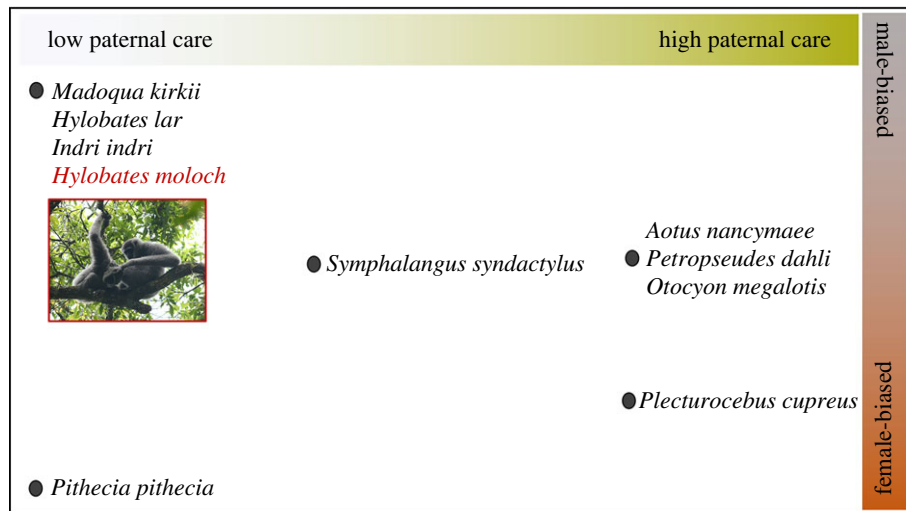 low paternal care
high paternal care
male-biased
Madoqua kirkii
Hylobates lar
Indri indri
Hylobates moloch
Symphalangus syndactylus
Aotus nancymaee
Petropseudes dahli
Otocyon megalotis
Plecturocebus cupreus
female-biased
Pithecia pithecia